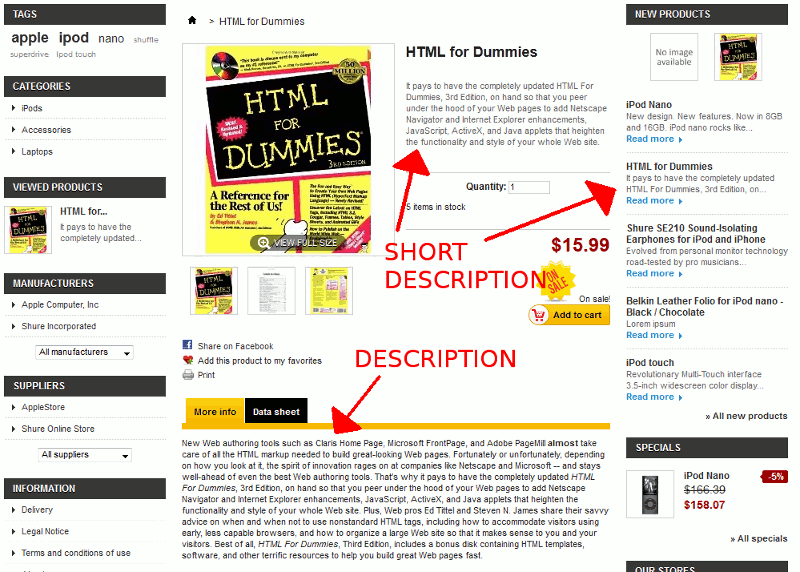 TAGS
apple ipod nano shuffle
superdrive Ipod touch
CATEGORIES
iPods
Accessories
Laptops
VIEWED PRODUCTS
HTML for...
It pays to have the
completely updated...
MANUFACTURERS
Apple Computer, Inc
Shure Incorporated
All manufacturers
SUPPLIERS
AppleStore
Shure Online Store
All suppliers
INFORMATION
Delivery
Legal Notice
Terms and conditions of use
> HTML for Dummies
50
MILLION
HTML
FOR
DUMMIES
3RD EDITION
A Reference for
the Rest of Us!
by Ed Tittel
& Stephen N. James
VIEW FULL SIZE
Share on Facebook
Add this product to my favorites
Print
HTML for Dummies
It pays to have the completely updated HTML For
Dummies, 3rd Edition, on hand so that you peer
under the hood of your Web pages to add Netscape
Navigator and Internet Explorer enhancements,
JavaScript, ActiveX, and Java applets that heighten
the functionality and style of your whole Web site.
Quantity: 1
5 items in stock
SHORT
DESCRIPTION
$15.99
ON
SALE
On sale!
Add to cart
DESCRIPTION
More info Data sheet
New Web authoring tools such as Claris Home Page, Microsoft FrontPage, and Adobe PageMill almost take
care of all the HTML markup needed to build great-looking Web pages. Fortunately or unfortunately, depending
on how you look at it, the spirit of innovation rages on at companies like Netscape and Microsoft -- and stays
well-ahead of even the best Web authoring tools. That's why it pays to have the completely updated HTML
For Dummies, 3rd Edition, on hand so that you peer under the hood of your Web pages to add Netscape
Navigator and Internet Explorer enhancements, JavaScript, ActiveX, and Java applets that heighten the
functionality and style of your whole Web site. Plus, Web pros Ed Tittel and Steven N. James share their savvy
advice on when and when not to use nonstandard HTML tags, including how to accommodate visitors using
early, less capable browsers, and how to organize a large Web site so that it makes sense to you and your
visitors. Best of all, HTML For Dummies, Third Edition, includes a bonus disk containing HTML templates,
software, and other terrific resources to help you build great Web pages fast.
NEW PRODUCTS
No image
available
iPod Nano
New design. New features. Now in 8GB
and 16GB. iPod nano rocks like...
Read more
HTML for Dummies
It pays to have the completely updated
HTML For Dummies, 3rd Edition, on...
Read more
Shure SE210 Sound-Isolating
Earphones for iPod and iPhone
Evolved from personal monitor technology
road-tested by pro musicians...
Read more
Belkin Leather Folio for iPod nano -
Black / Chocolate
Lorem ipsum
Read more
iPod touch
Revolutionary Multi-Touch interface
3.5-inch widescreen color display...
Read more
» All new products
SPECIALS
iPod Nano -5%
$166.39
$158.07
» All specials
OUR STORES